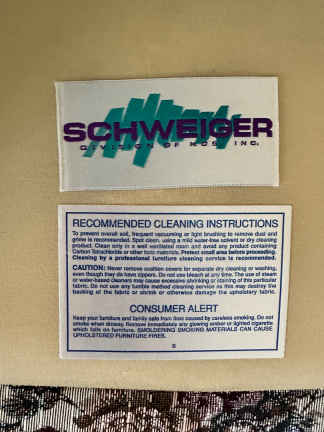 SCHWEIGER
DIVISION OF KCS, INC.
RECOMMENDED CLEANING INSTRUCTIONS
To prevent overall soil, frequent vacuuming or light brushing to remove dust and
grime is recommended. Spot clean, using a mild water-free solvent or dry cleaning
product. Clean only in a well ventilated room and avoid any product containing
Carbon Tetrachloride or other toxic materials. Pretest small area before proceeding.
Cleaning by a professional furniture cleaning service is recommended.
CAUTION: Never remove cushion covers for separate dry cleaning or washing,
even though they do have zippers. Do not use bleach at any time. The use of steam
or water-based cleaners may cause excessive shrinking or staining of this particular
fabric. Do not use any tumble method cleaning service as this may destroy the
backing of the fabric or shrink or otherwise damage the upholstery fabric.
CONSUMER ALERT
Keep your furniture and family safe from fires caused by careless smoking. Do not
smoke when drowsy. Remove immediately any glowing ember or lighted cigarette
which falls on furniture. SMOLDERING SMOKING MATERIALS CAN CAUSE
UPHOLSTERED FURNITURE FIRES.
S